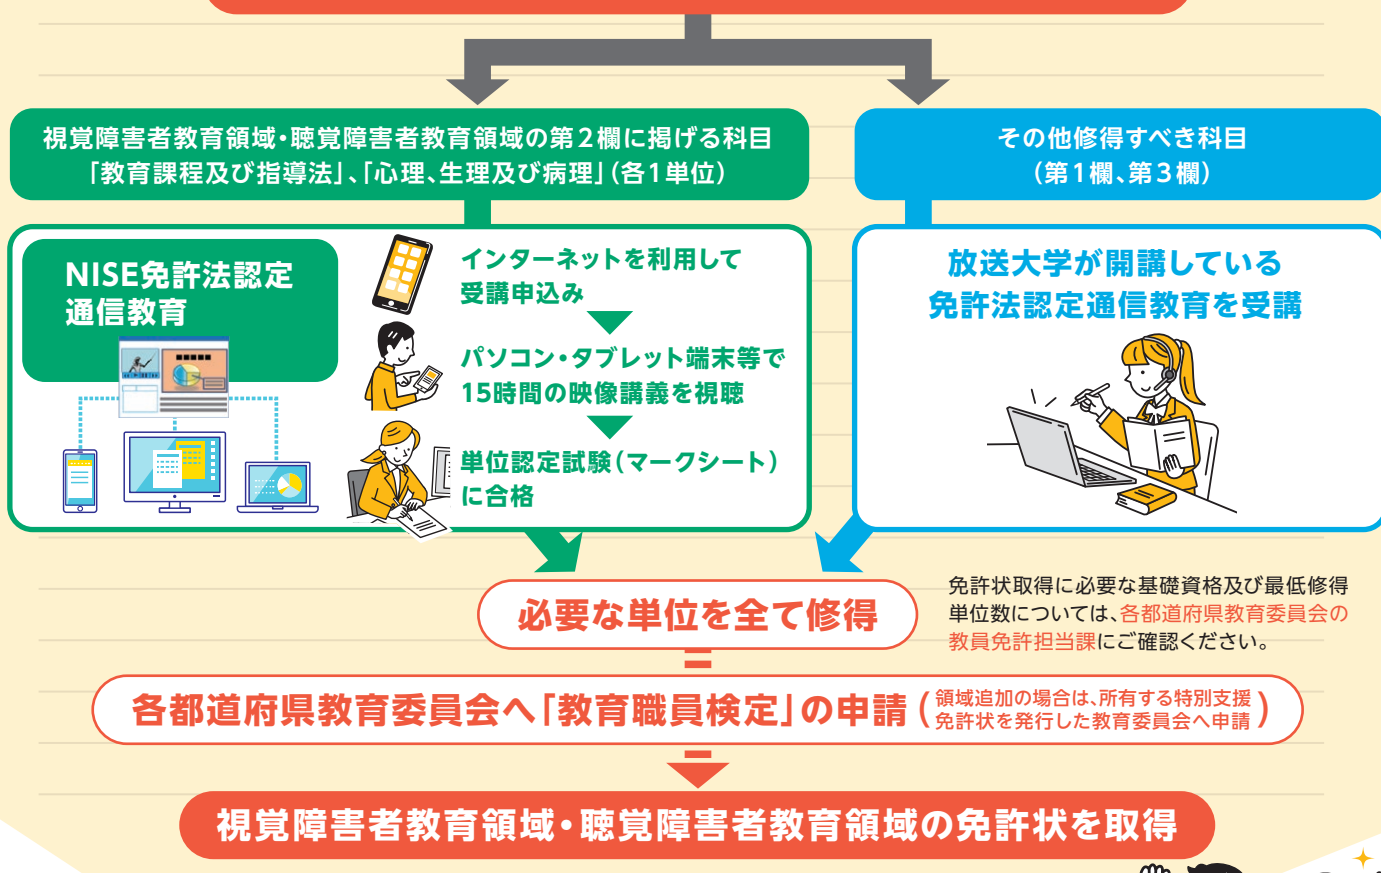 視覚障害者教育領域・聴覚障害者教育領域の第2欄に掲げる科目
「教育課程及び指導法」、「心理、生理及び病理」(各1単位)
その他修得すべき科目
(第1欄、第3欄)
NISE免許法認定
通信教育
インターネットを利用して
受講申込み
パソコン・タブレット端末等で
15時間の映像講義を視聴
単位認定試験(マークシート)
に合格
放送大学が開講している
免許法認定通信教育を受講
必要な単位を全て修得
免許状取得に必要な基礎資格及び最低修得
単位数については、各都道府県教育委員会の
教員免許担当課にご確認ください。
各都道府県教育委員会へ「教育職員検定」の申請(領域追加の場合は、所有する特別支援
免許状を発行した教育委員会へ申請)
視覚障害者教育領域・聴覚障害者教育領域の免許状を取得